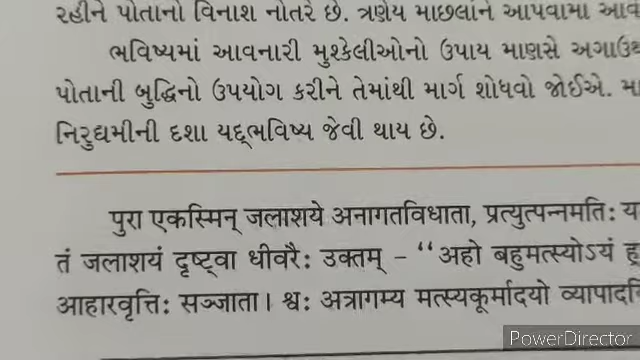 રહીને પોતાનો વિનાશ નોતરે છે. ત્રણેય માછલાંને આપવામાં
ભવિષ્યમાં આવનારી મુશ્કેલીઓનો ઉપાય માણસે
પોતાની બુદ્ધિનો ઉપયોગ કરીને તેમાંથી માર્ગ શોધવો જોઈએ.
નિરુદ્યમીની દશા યદ્ભવિષ્ય જેવી થાય છે.
पुरा एकस्मिन् जलाशये अनागतविधाता, प्रत्युत्पन्नमतिः
तं जलाशयं दृष्ट्वा धीवरैः उक्तम् – “अहो बहुमत्स्योऽयं
आहारवृत्तिः सञ्जाता। श्वः अत्रागम्य मत्स्यकूर्मादयो
PowerDirector